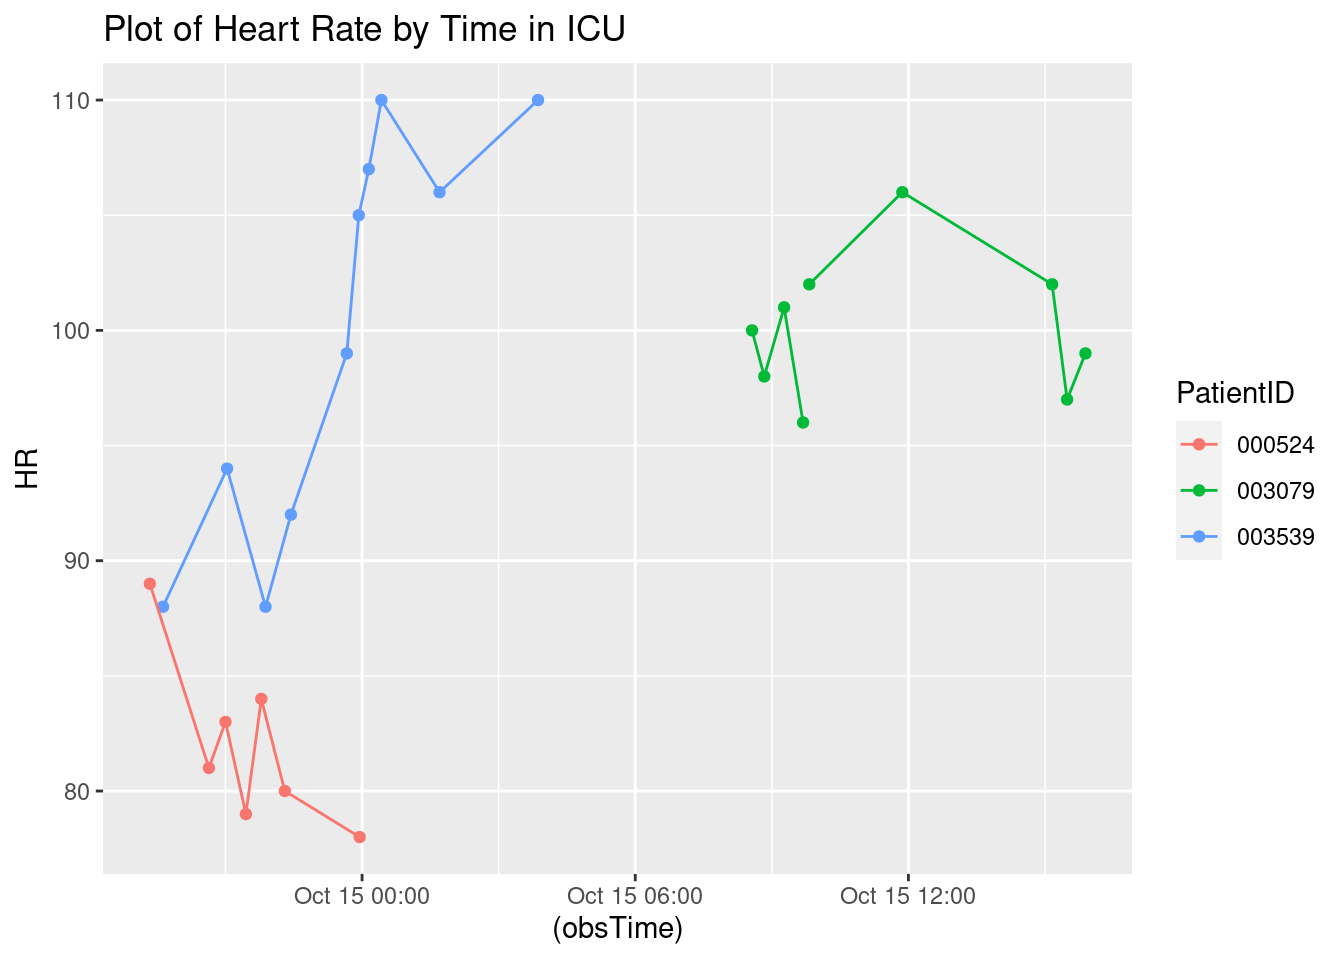 Plot of Heart Rate by Time in ICU
110
100
90
80
HR
Oct 15 00:00
Oct 15 06:00
Oct 15 12:00
(obsTime)
PatientID
000524
003079
003539